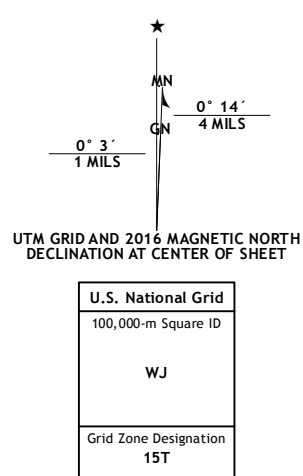 ★
MN
0° 14´
4 MILS
GN
0° 3´
1 MILS
UTM GRID AND 2016 MAGNETIC NORTH
DECLINATION AT CENTER OF SHEET
U.S. National Grid
100,000-m Square ID
WJ
Grid Zone Designation
15T